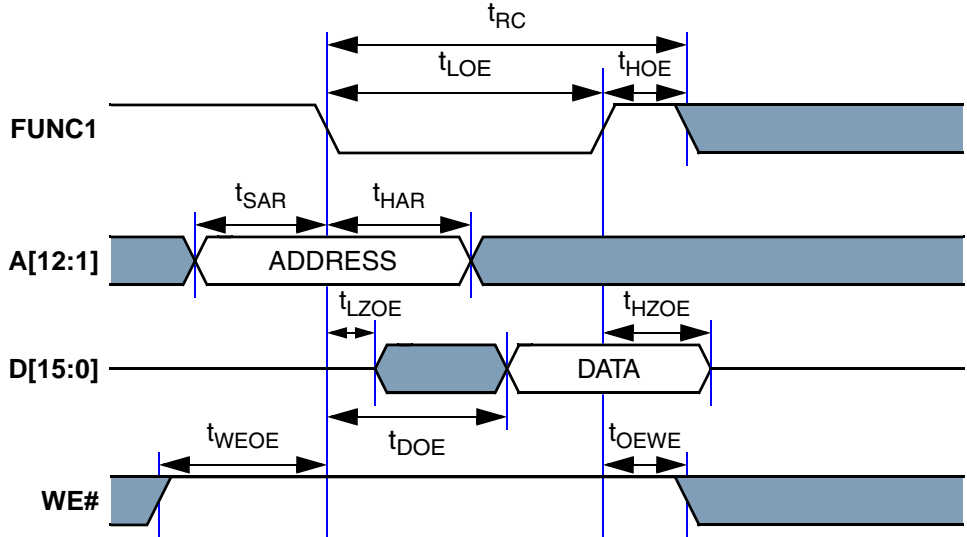 tRC
tLOE
tHOE
FUNC1
tSAR
tHAR
A[12:1]
ADDRESS
tLZOE
tHZOE
D[15:0]
DATA
tWEOE
tDOE
tOEWE
WE#